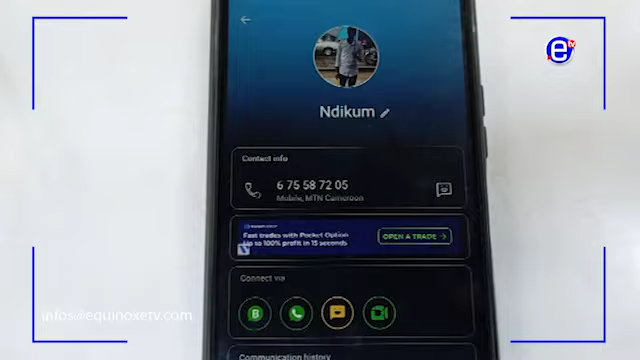 e tv
Ndikum
Contact info
6 75 58 72 05
Mobile, MTN Cameroon
Fast trades with Pocket Option
Up to 100% profit in 15 seconds
OPEN A TRADE →
Connect via
B
infos@equinoxetv.com
Communication history